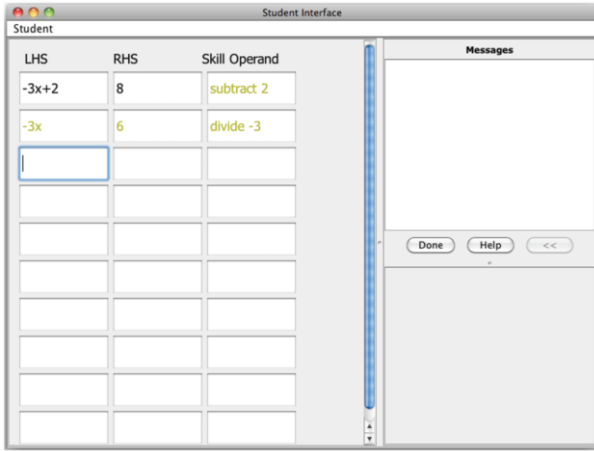 Student Interface
Student
LHS RHS Skill Operand
-3x+2 8 subtract 2
-3x 6 divide -3
Messages
Done Help <<